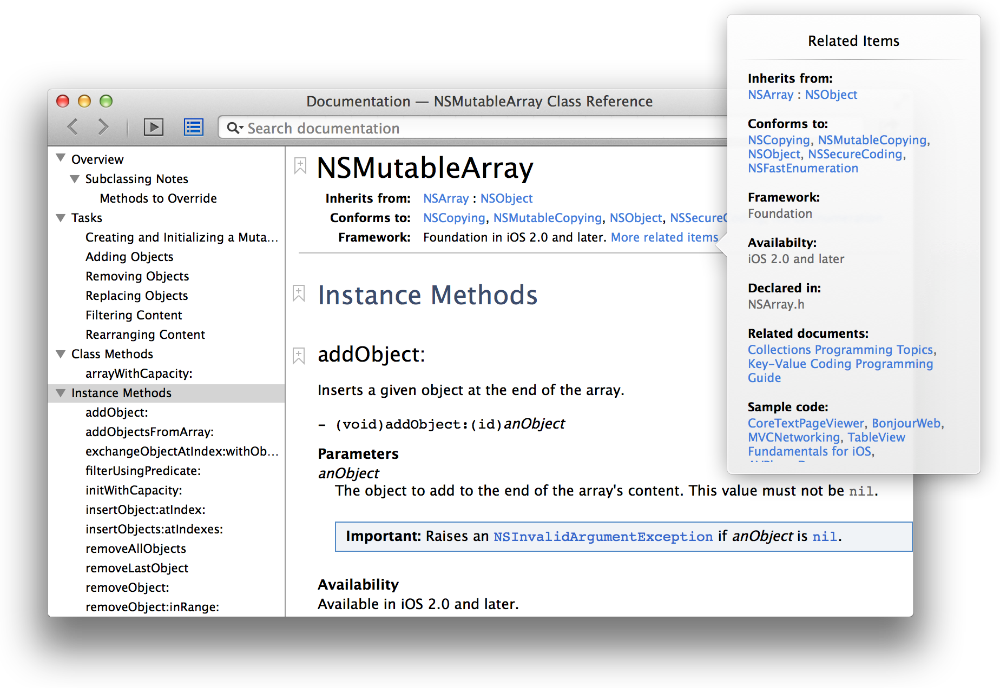 Documentation — NSMutableArray Class Reference
Search documentation
Overview
Subclassing Notes
Methods to Override
Tasks
Creating and Initializing a Muta...
Adding Objects
Removing Objects
Replacing Objects
Filtering Content
Rearranging Content
Class Methods
arrayWithCapacity:
Instance Methods
addObject:
addObjectsFromArray:
exchangeObjectAtIndex:withOb...
filterUsingPredicate:
initWithCapacity:
insertObject:atIndex:
insertObjects:atIndexes:
removeAllObjects
removeLastObject
removeObject:
removeObject:inRange:
NSMutableArray
Inherits from: NSArray : NSObject
Conforms to: NSCopying, NSMutableCopying, NSObject, NSSecure
Framework: Foundation in iOS 2.0 and later. More related items
Instance Methods
addObject:
Inserts a given object at the end of the array.
– (void)addObject:(id)anObject
Parameters
anObject
The object to add to the end of the array's content. This value must not be nil.
Important: Raises an NSInvalidArgumentException if anObject is nil.
Availability
Available in iOS 2.0 and later.
Related Items
Inherits from:
NSArray : NSObject
Conforms to:
NSCopying, NSMutableCopying,
NSObject, NSSecureCoding,
NSFastEnumeration
Framework:
Foundation
Availabilty:
iOS 2.0 and later
Declared in:
NSArray.h
Related documents:
Collections Programming Topics,
Key-Value Coding Programming
Guide
Sample code:
CoreTextPageViewer, BonjourWeb,
MVCNetworking, TableView
Fundamentals for iOS,